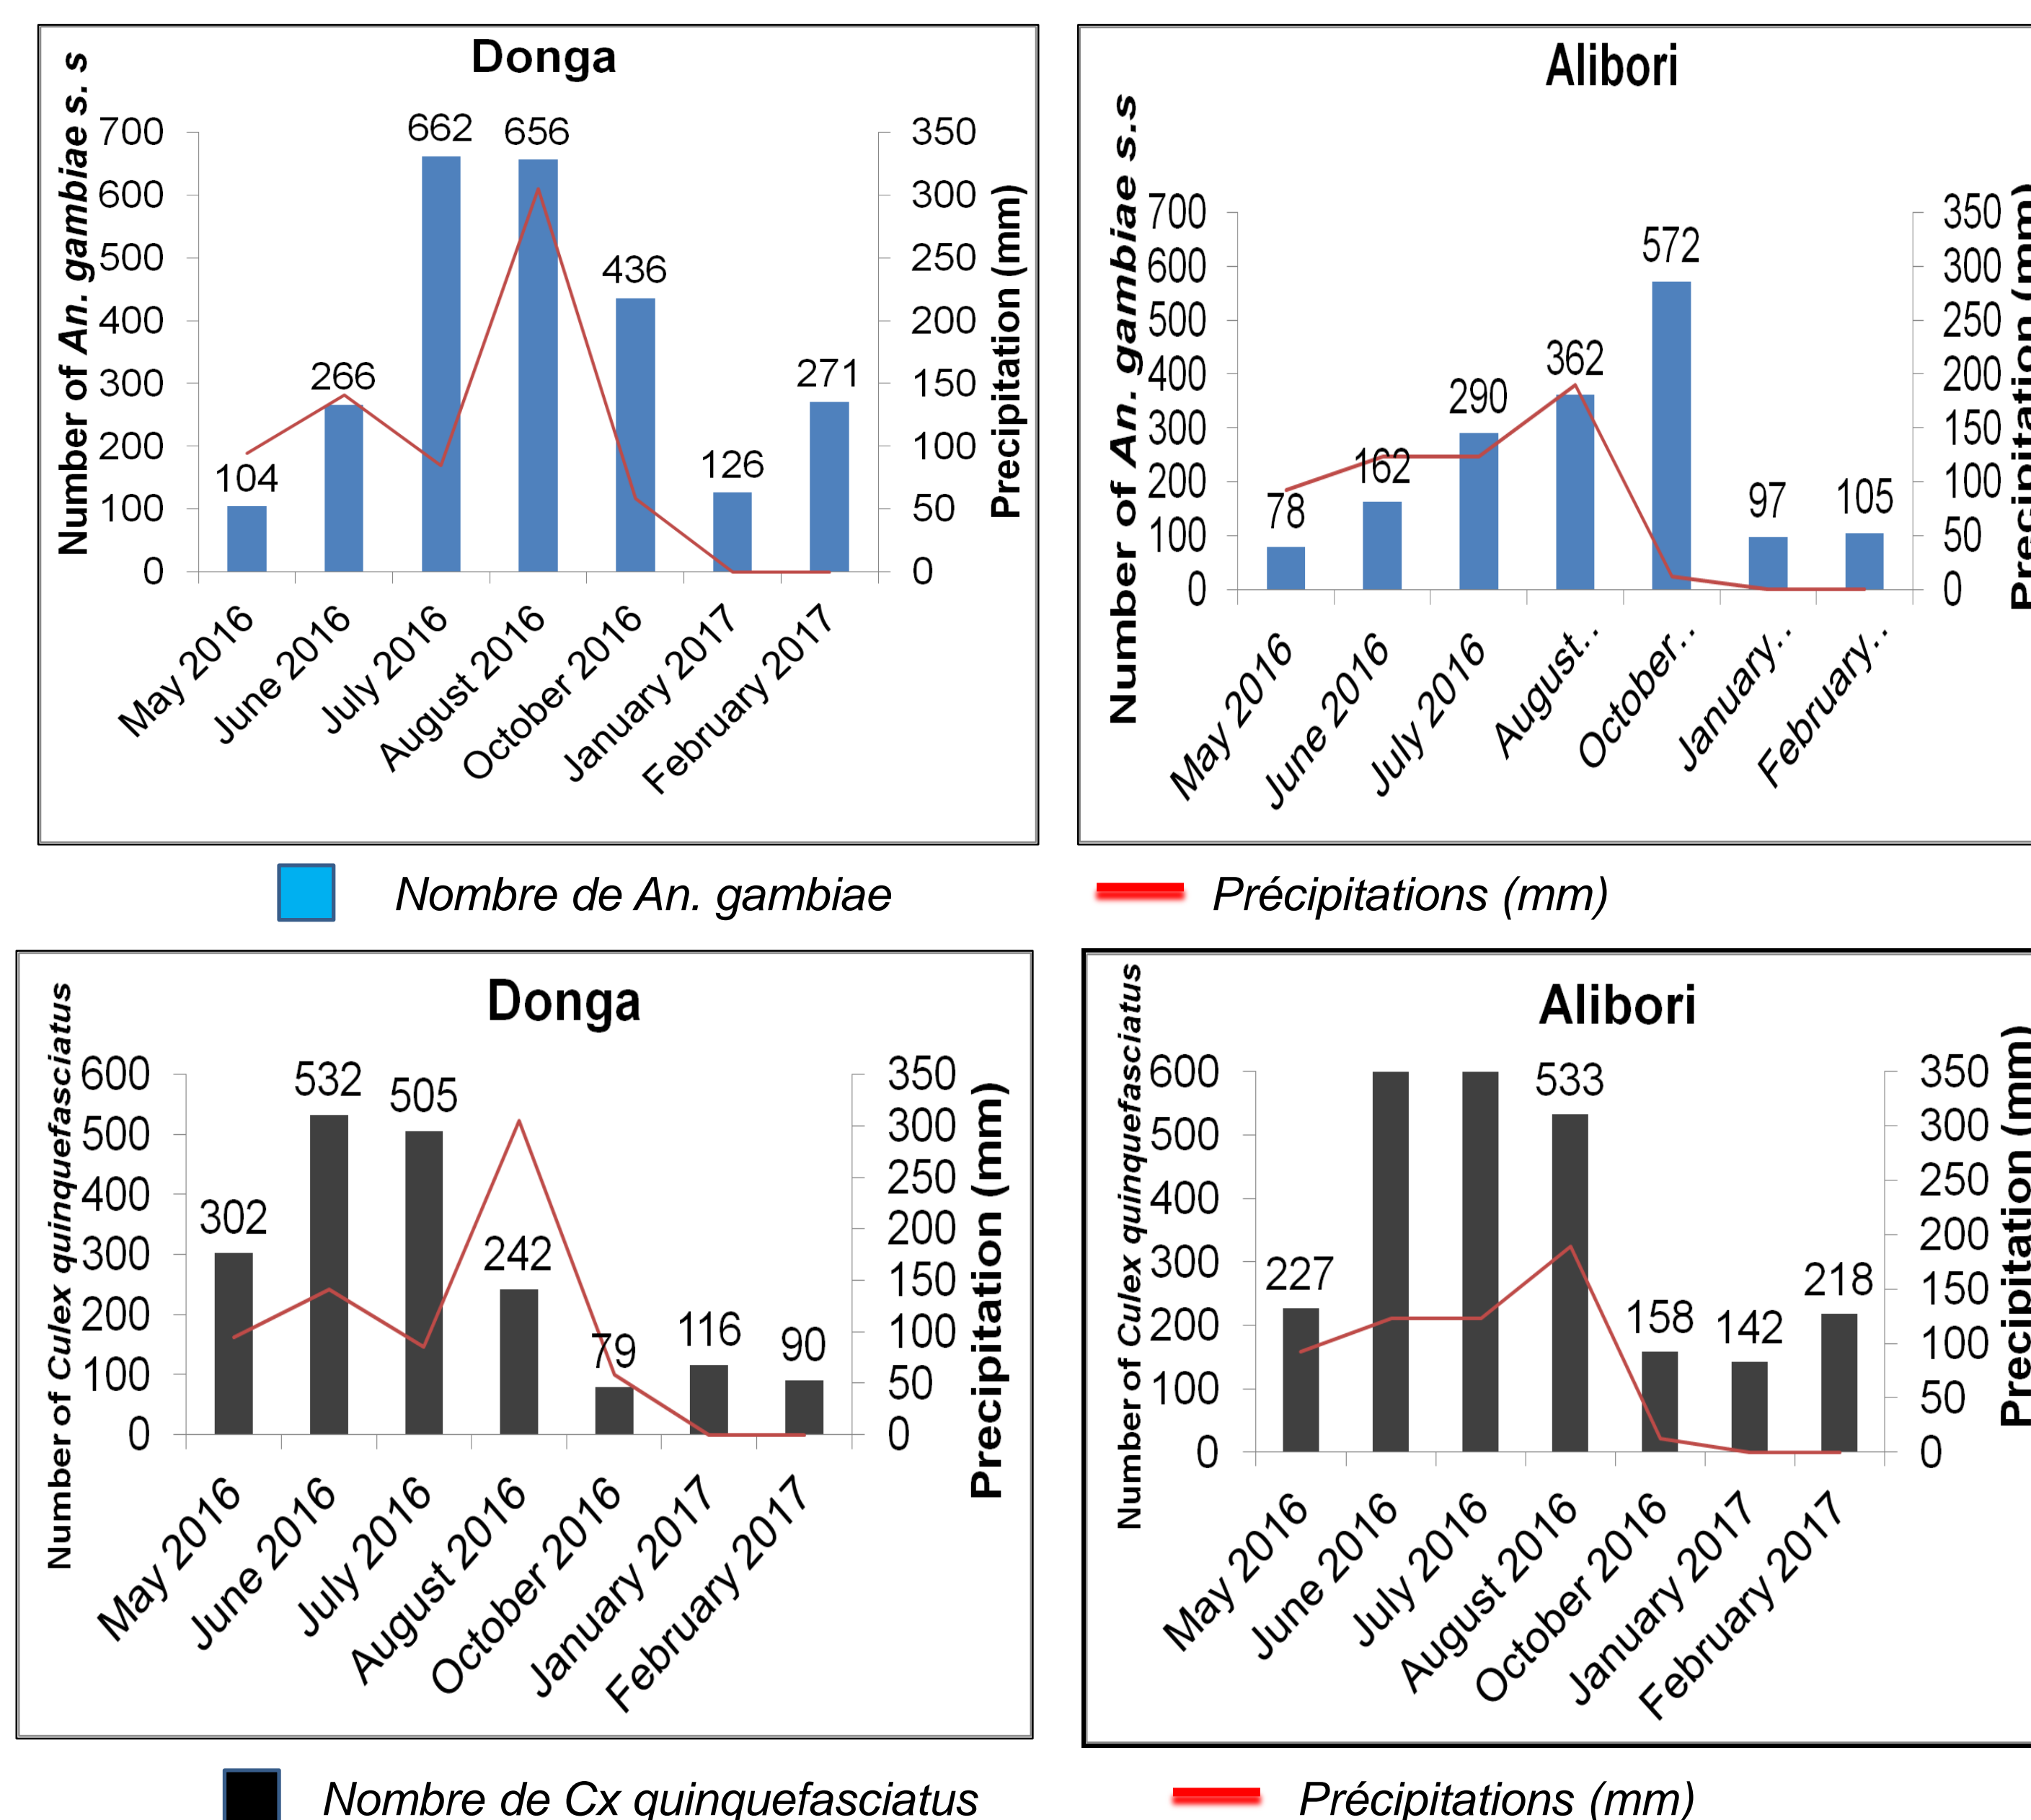 Donga
Number of An. gambiae s. s
700
600
500
400
300
200
100
0
662
656
436
266
271
104
126
350
300
250
200
150
100
50
0
Precipitation (mm)
May 2016
June 2016
July 2016
August 2016
October 2016
January 2017
February 2017
Alibori
Number of An. gambiae s.s
700
600
500
400
300
200
100
0
78
162
290
362
572
97
105
350
300
250
200
150
100
50
0
Precipitation (mm)
May 2016
June 2016
July 2016
August..
October..
January..
February..
Nombre de An. gambiae
Précipitations (mm)
Donga
Number of Culex quinquefasciatus
600
500
400
300
200
100
0
302
532
505
242
79
116
90
350
300
250
200
150
100
50
0
Precipitation (mm)
May 2016
June 2016
July 2016
August 2016
October 2016
January 2017
February 2017
Alibori
Number of Culex quinquefasciatus
600
500
400
300
200
100
0
227
533
158
142
218
350
300
250
200
150
100
50
0
Precipitation (mm)
May 2016
June 2016
July 2016
August 2016
October 2016
January 2017
February 2017
Nombre de Cx quinquefasciatus
Précipitations (mm)